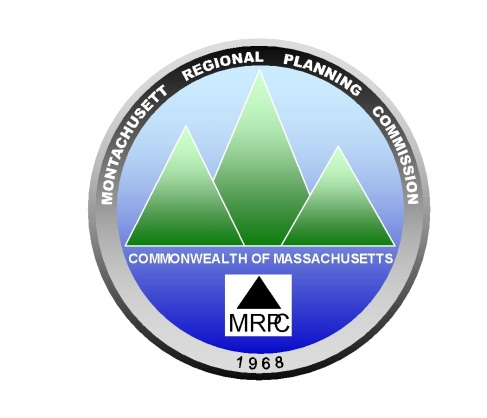 MONTACHUSETT REGIONAL PLANNING COMMISSION
COMMONWEALTH OF MASSACHUSETTS
MRPC
1968